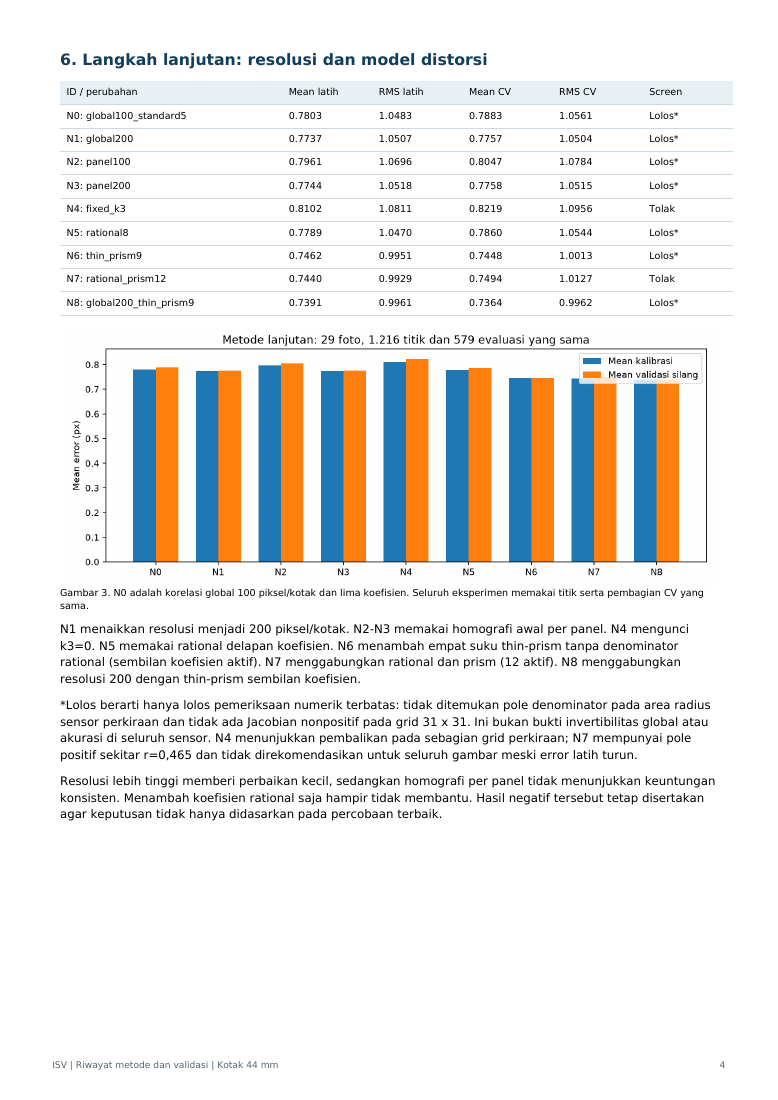 6. Langkah lanjutan: resolusi dan model distorsi
ID / perubahan Mean latih RMS latih Mean CV RMS CV Screen
N0: global100_standard5 0.7803 1.0483 0.7883 1.0561 Lolos*
N1: global200 0.7737 1.0507 0.7757 1.0504 Lolos*
N2: panel100 0.7961 1.0696 0.8047 1.0784 Lolos*
N3: panel200 0.7744 1.0518 0.7758 1.0515 Lolos*
N4: fixed_k3 0.8102 1.0811 0.8219 1.0956 Tolak
N5: rational8 0.7789 1.0470 0.7860 1.0544 Lolos*
N6: thin_prism9 0.7462 0.9951 0.7448 1.0013 Lolos*
N7: rational_prism12 0.7440 0.9929 0.7494 1.0127 Tolak
N8: global200_thin_prism9 0.7391 0.9961 0.7364 0.9962 Lolos*
Metode lanjutan: 29 foto, 1.216 titik dan 579 evaluasi yang sama
Mean kalibrasi
Mean validasi silang
Mean error (px)
0.8
0.7
0.6
0.5
0.4
0.3
0.2
0.1
0.0
N0 N1 N2 N3 N4 N5 N6 N7 N8
Gambar 3. N0 adalah korelasi global 100 piksel/kotak dan lima koefisien. Seluruh eksperimen memakai titik serta pembagian CV yang
sama.
N1 menaikkan resolusi menjadi 200 piksel/kotak. N2-N3 memakai homografi awal per panel. N4 mengunci
k3=0. N5 memakai rational delapan koefisien. N6 menambah empat suku thin-prism tanpa denominator
rational (sembilan koefisien aktif). N7 menggabungkan rational dan prism (12 aktif). N8 menggabungkan
resolusi 200 dengan thin-prism sembilan koefisien.
*Lolos berarti hanya lolos pemeriksaan numerik terbatas: tidak ditemukan pole denominator pada area radius
sensor perkiraan dan tidak ada Jacobian nonpositif pada grid 31 x 31. Ini bukan bukti invertibilitas global atau
akurasi di seluruh sensor. N4 menunjukkan pembalikan pada sebagian grid perkiraan; N7 mempunyai pole
positif sekitar r=0,465 dan tidak direkomendasikan untuk seluruh gambar meski error latih turun.
Resolusi lebih tinggi memberi perbaikan kecil, sedangkan homografi per panel tidak menunjukkan keuntungan
konsisten. Menambah koefisien rational saja hampir tidak membantu. Hasil negatif tersebut tetap disertakan
agar keputusan tidak hanya didasarkan pada percobaan terbaik.
ISV | Riwayat metode dan validasi | Kotak 44 mm 4